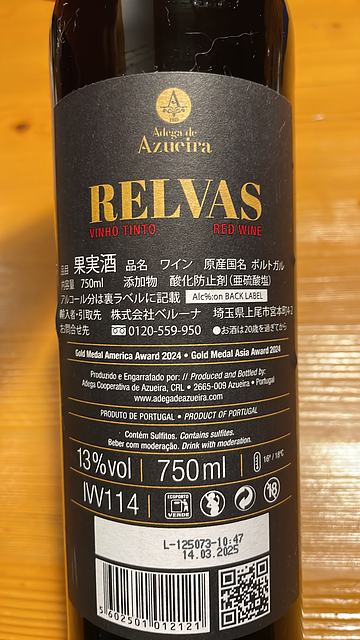 A
Adega de
Azueira
RELVAS
VINHO TINTO RED WINE
品目 果実酒 品名 ワイン 原産国名 ポルトガル
内容量 750ml 添加物 酸化防止剤(亜硫酸塩)
アルコール分は裏ラベルに記載 Alc%:on BACK LABEL
輸入者・引取先 株式会社ベルーナ 埼玉県上尾市宮本町4-2
お問合せ先 0120-559-950 ●お酒は20歳を過ぎてから
Gold Medal America Award 2024 • Gold Medal Asia Award 2024
Produzido e Engarrafado por: // Produced and Bottled by:
Adega Cooperativa de Azueira, CRL • 2665-009 Azueira • Portugal
www.adegadeazueira.com
PRODUTO DE PORTUGAL • PRODUCT OF PORTUGAL
Contém Sulfitos. Contains sulfites.
Beber com moderação. Drink with moderation.
13%vol 750ml 16º / 18ºC
IVV114 ECOPONTO VERDE 18
L-125073-10:47
14.03.2025
5 602501 012121